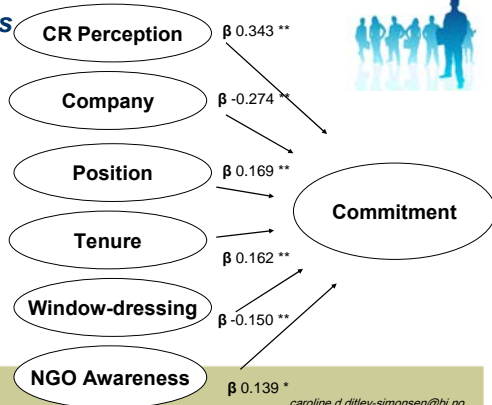 s
CR Perception
β 0.343 **
Company
β -0.274 **
Position
β 0.169 **
Commitment
Tenure
β 0.162 **
Window-dressing
β -0.150 **
NGO Awareness
β 0.139 *
caroline.d.ditlev-simonsen@bi.no